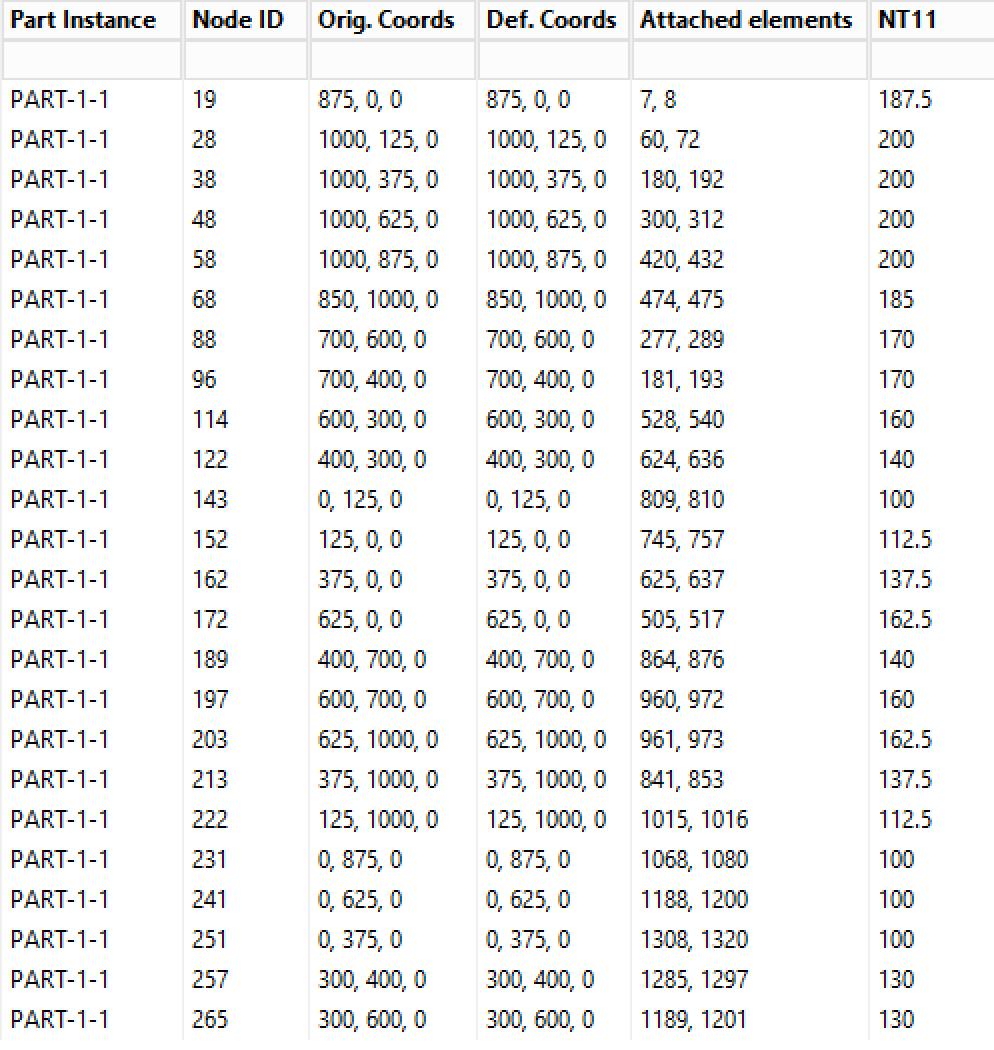 Part Instance Node ID Orig. Coords Def. Coords Attached elements NT11
PART-1-1 19 875, 0, 0 875, 0, 0 7, 8 187.5
PART-1-1 28 1000, 125, 0 1000, 125, 0 60, 72 200
PART-1-1 38 1000, 375, 0 1000, 375, 0 180, 192 200
PART-1-1 48 1000, 625, 0 1000, 625, 0 300, 312 200
PART-1-1 58 1000, 875, 0 1000, 875, 0 420, 432 200
PART-1-1 68 850, 1000, 0 850, 1000, 0 474, 475 185
PART-1-1 88 700, 600, 0 700, 600, 0 277, 289 170
PART-1-1 96 700, 400, 0 700, 400, 0 181, 193 170
PART-1-1 114 600, 300, 0 600, 300, 0 528, 540 160
PART-1-1 122 400, 300, 0 400, 300, 0 624, 636 140
PART-1-1 143 0, 125, 0 0, 125, 0 809, 810 100
PART-1-1 152 125, 0, 0 125, 0, 0 745, 757 112.5
PART-1-1 162 375, 0, 0 375, 0, 0 625, 637 137.5
PART-1-1 172 625, 0, 0 625, 0, 0 505, 517 162.5
PART-1-1 189 400, 700, 0 400, 700, 0 864, 876 140
PART-1-1 197 600, 700, 0 600, 700, 0 960, 972 160
PART-1-1 203 625, 1000, 0 625, 1000, 0 961, 973 162.5
PART-1-1 213 375, 1000, 0 375, 1000, 0 841, 853 137.5
PART-1-1 222 125, 1000, 0 125, 1000, 0 1015, 1016 112.5
PART-1-1 231 0, 875, 0 0, 875, 0 1068, 1080 100
PART-1-1 241 0, 625, 0 0, 625, 0 1188, 1200 100
PART-1-1 251 0, 375, 0 0, 375, 0 1308, 1320 100
PART-1-1 257 300, 400, 0 300, 400, 0 1285, 1297 130
PART-1-1 265 300, 600, 0 300, 600, 0 1189, 1201 130